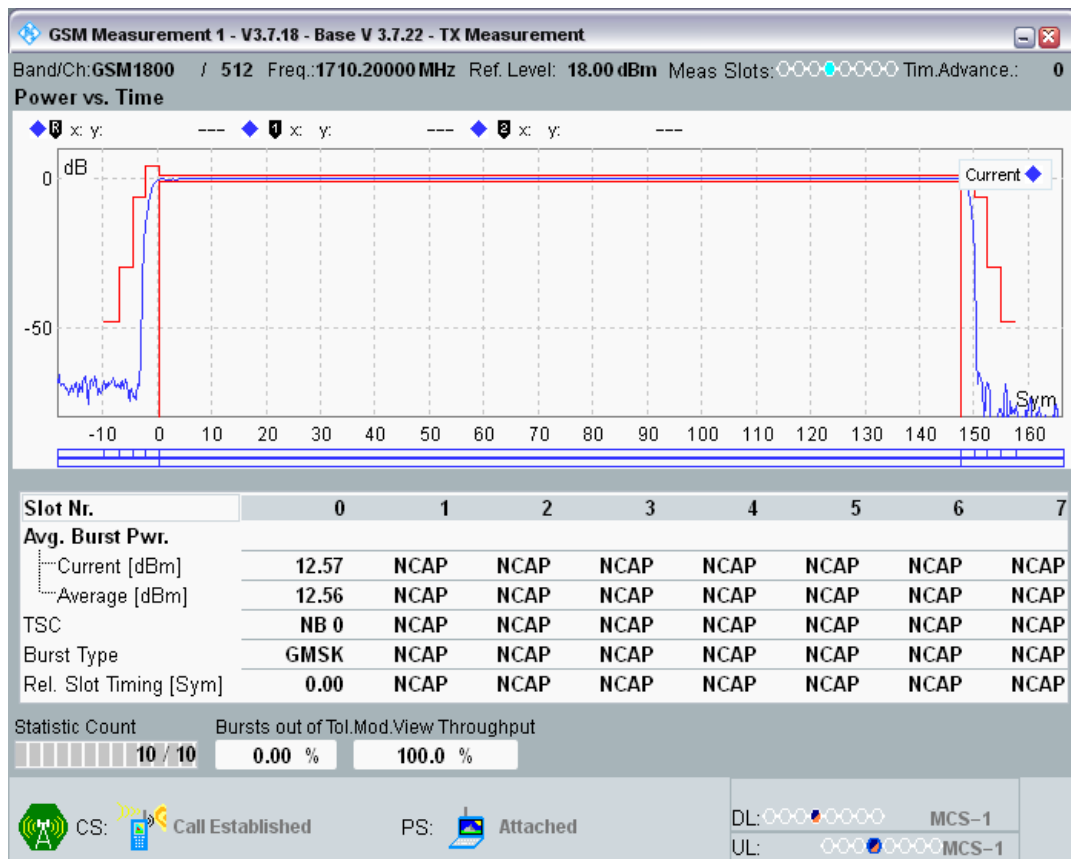 GSM Measurement 1 - V3.7.18 - Base V 3.7.22 - TX Measurement
Band/Ch:GSM1800 / 512 Freq.:1710.20000 MHz Ref. Level: 18.00 dBm Meas Slots: Tim.Advance.: 0
Power vs. Time
R x: y: --- 1 x: y: --- 2 x: y: ---
dB
0
Current
-50
Sym
-10 0 10 20 30 40 50 60 70 80 90 100 110 120 130 140 150 160
Slot Nr. 0 1 2 3 4 5 6 7
Avg. Burst Pwr.
Current [dBm] 12.57 NCAP NCAP NCAP NCAP NCAP NCAP NCAP
Average [dBm] 12.56 NCAP NCAP NCAP NCAP NCAP NCAP NCAP
TSC NB 0 NCAP NCAP NCAP NCAP NCAP NCAP NCAP
Burst Type GMSK NCAP NCAP NCAP NCAP NCAP NCAP NCAP
Rel. Slot Timing [Sym] 0.00 NCAP NCAP NCAP NCAP NCAP NCAP NCAP
Statistic Count Bursts out of Tol. Mod.View Throughput
10 / 10 0.00 % 100.0 %
CS: Call Established PS: Attached
DL: MCS-1
UL: MCS-1